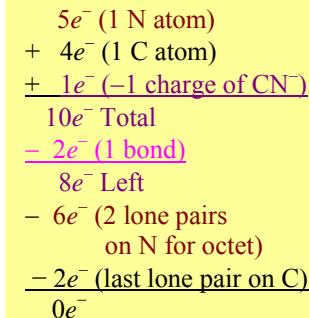 5e⁻ (1 N atom)
+ 4e⁻ (1 C atom)
+ 1e⁻ (–1 charge of CN⁻)
10e⁻ Total
– 2e⁻ (1 bond)
8e⁻ Left
– 6e⁻ (2 lone pairs
on N for octet)
– 2e⁻ (last lone pair on C)
0e⁻